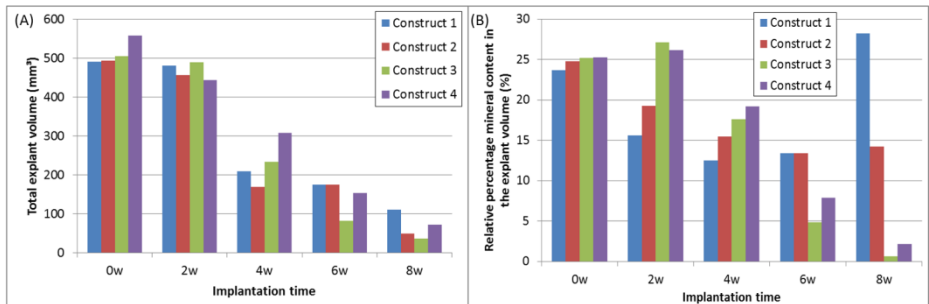 (A)
600
500
400
300
200
100
0
Total explant volume (mm³)
0w 2w 4w 6w 8w
Implantation time
Construct 1
Construct 2
Construct 3
Construct 4
(B)
30
25
20
15
10
5
0
Relative percentage mineral content in
the explant volume (%)
0w 2w 4w 6w 8w
Implantation time
Construct 1
Construct 2
Construct 3
Construct 4